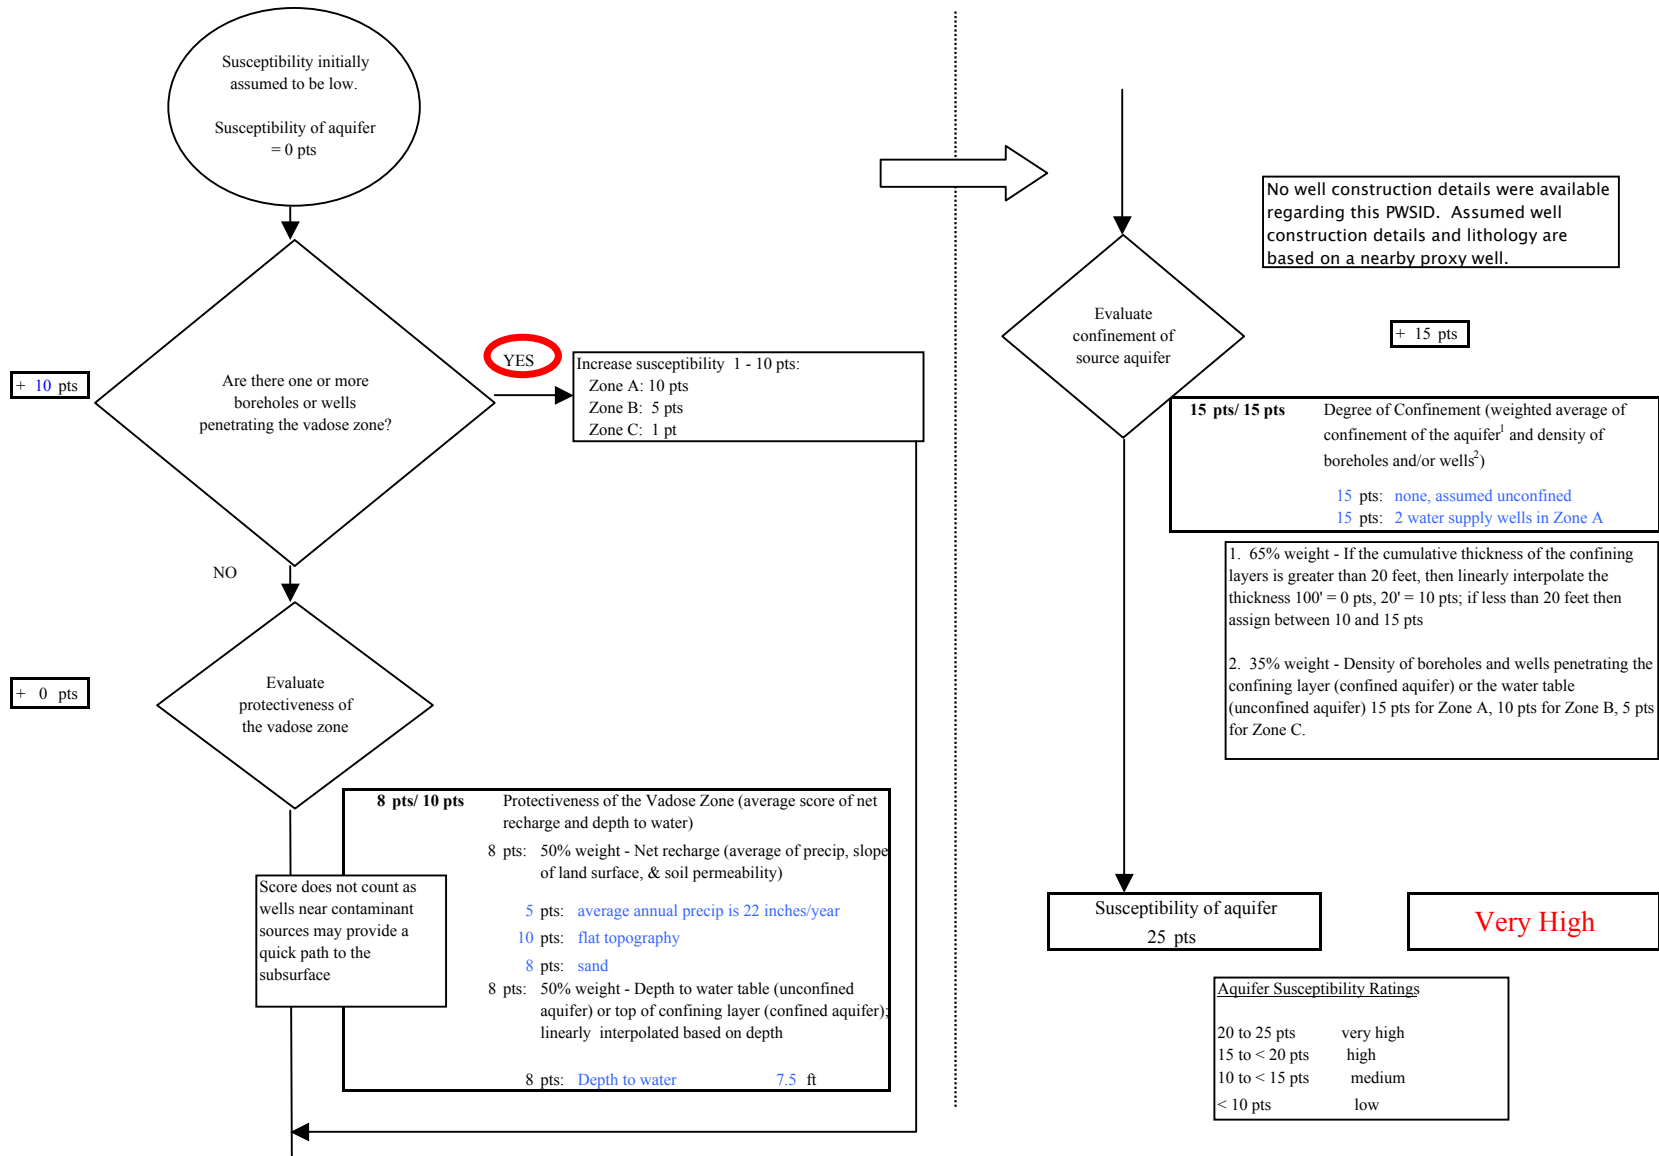 Susceptibility initially
assumed to be low.
Susceptibility of aquifer
= 0 pts
+ 10 pts
Are there one or more
boreholes or wells
penetrating the vadose zone?
YES
Increase susceptibility 1 - 10 pts:
Zone A: 10 pts
Zone B: 5 pts
Zone C: 1 pt
NO
+ 0 pts
Evaluate
protectiveness of
the vadose zone
8 pts/ 10 pts
Protectiveness of the Vadose Zone (average score of net
recharge and depth to water)
8 pts: 50% weight - Net recharge (average of precip, slope
of land surface, & soil permeability)
5 pts: average annual precip is 22 inches/year
10 pts: flat topography
8 pts: sand
8 pts: 50% weight - Depth to water table (unconfined
aquifer) or top of confining layer (confined aquifer);
linearly interpolated based on depth
8 pts: Depth to water 7.5 ft
Score does not count as
wells near contaminant
sources may provide a
quick path to the
subsurface
No well construction details were available
regarding this PWSID. Assumed well
construction details and lithology are
based on a nearby proxy well.
Evaluate
confinement of
source aquifer
+ 15 pts
15 pts/ 15 pts
Degree of Confinement (weighted average of
confinement of the aquifer1 and density of
boreholes and/or wells2)
15 pts: none, assumed unconfined
15 pts: 2 water supply wells in Zone A
1. 65% weight - If the cumulative thickness of the confining
layers is greater than 20 feet, then linearly interpolate the
thickness 100' = 0 pts, 20' = 10 pts; if less than 20 feet then
assign between 10 and 15 pts
2. 35% weight - Density of boreholes and wells penetrating the
confining layer (confined aquifer) or the water table
(unconfined aquifer) 15 pts for Zone A, 10 pts for Zone B, 5 pts
for Zone C.
Susceptibility of aquifer
25 pts
Very High
Aquifer Susceptibility Ratings
20 to 25 pts very high
15 to < 20 pts high
10 to < 15 pts medium
< 10 pts low